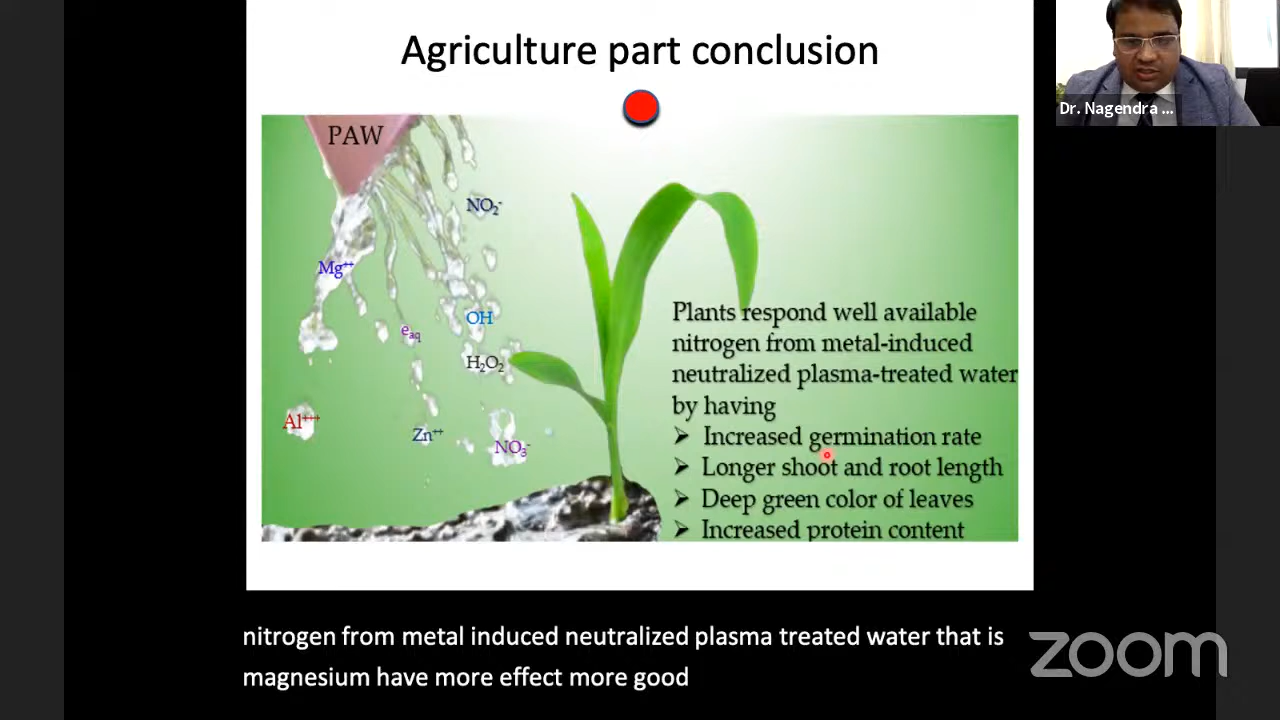 Agriculture part conclusion
Dr. Nagendra ...
PAW
NO₂⁻
Mg⁺⁺
OH
e_aq
H₂O₂
Al⁺⁺⁺
Zn⁺⁺
NO₃⁻
Plants respond well available
nitrogen from metal-induced
neutralized plasma-treated water
by having
➢ Increased germination rate
➢ Longer shoot and root length
➢ Deep green color of leaves
➢ Increased protein content
nitrogen from metal induced neutralized plasma treated water that is
magnesium have more effect more good
zoom